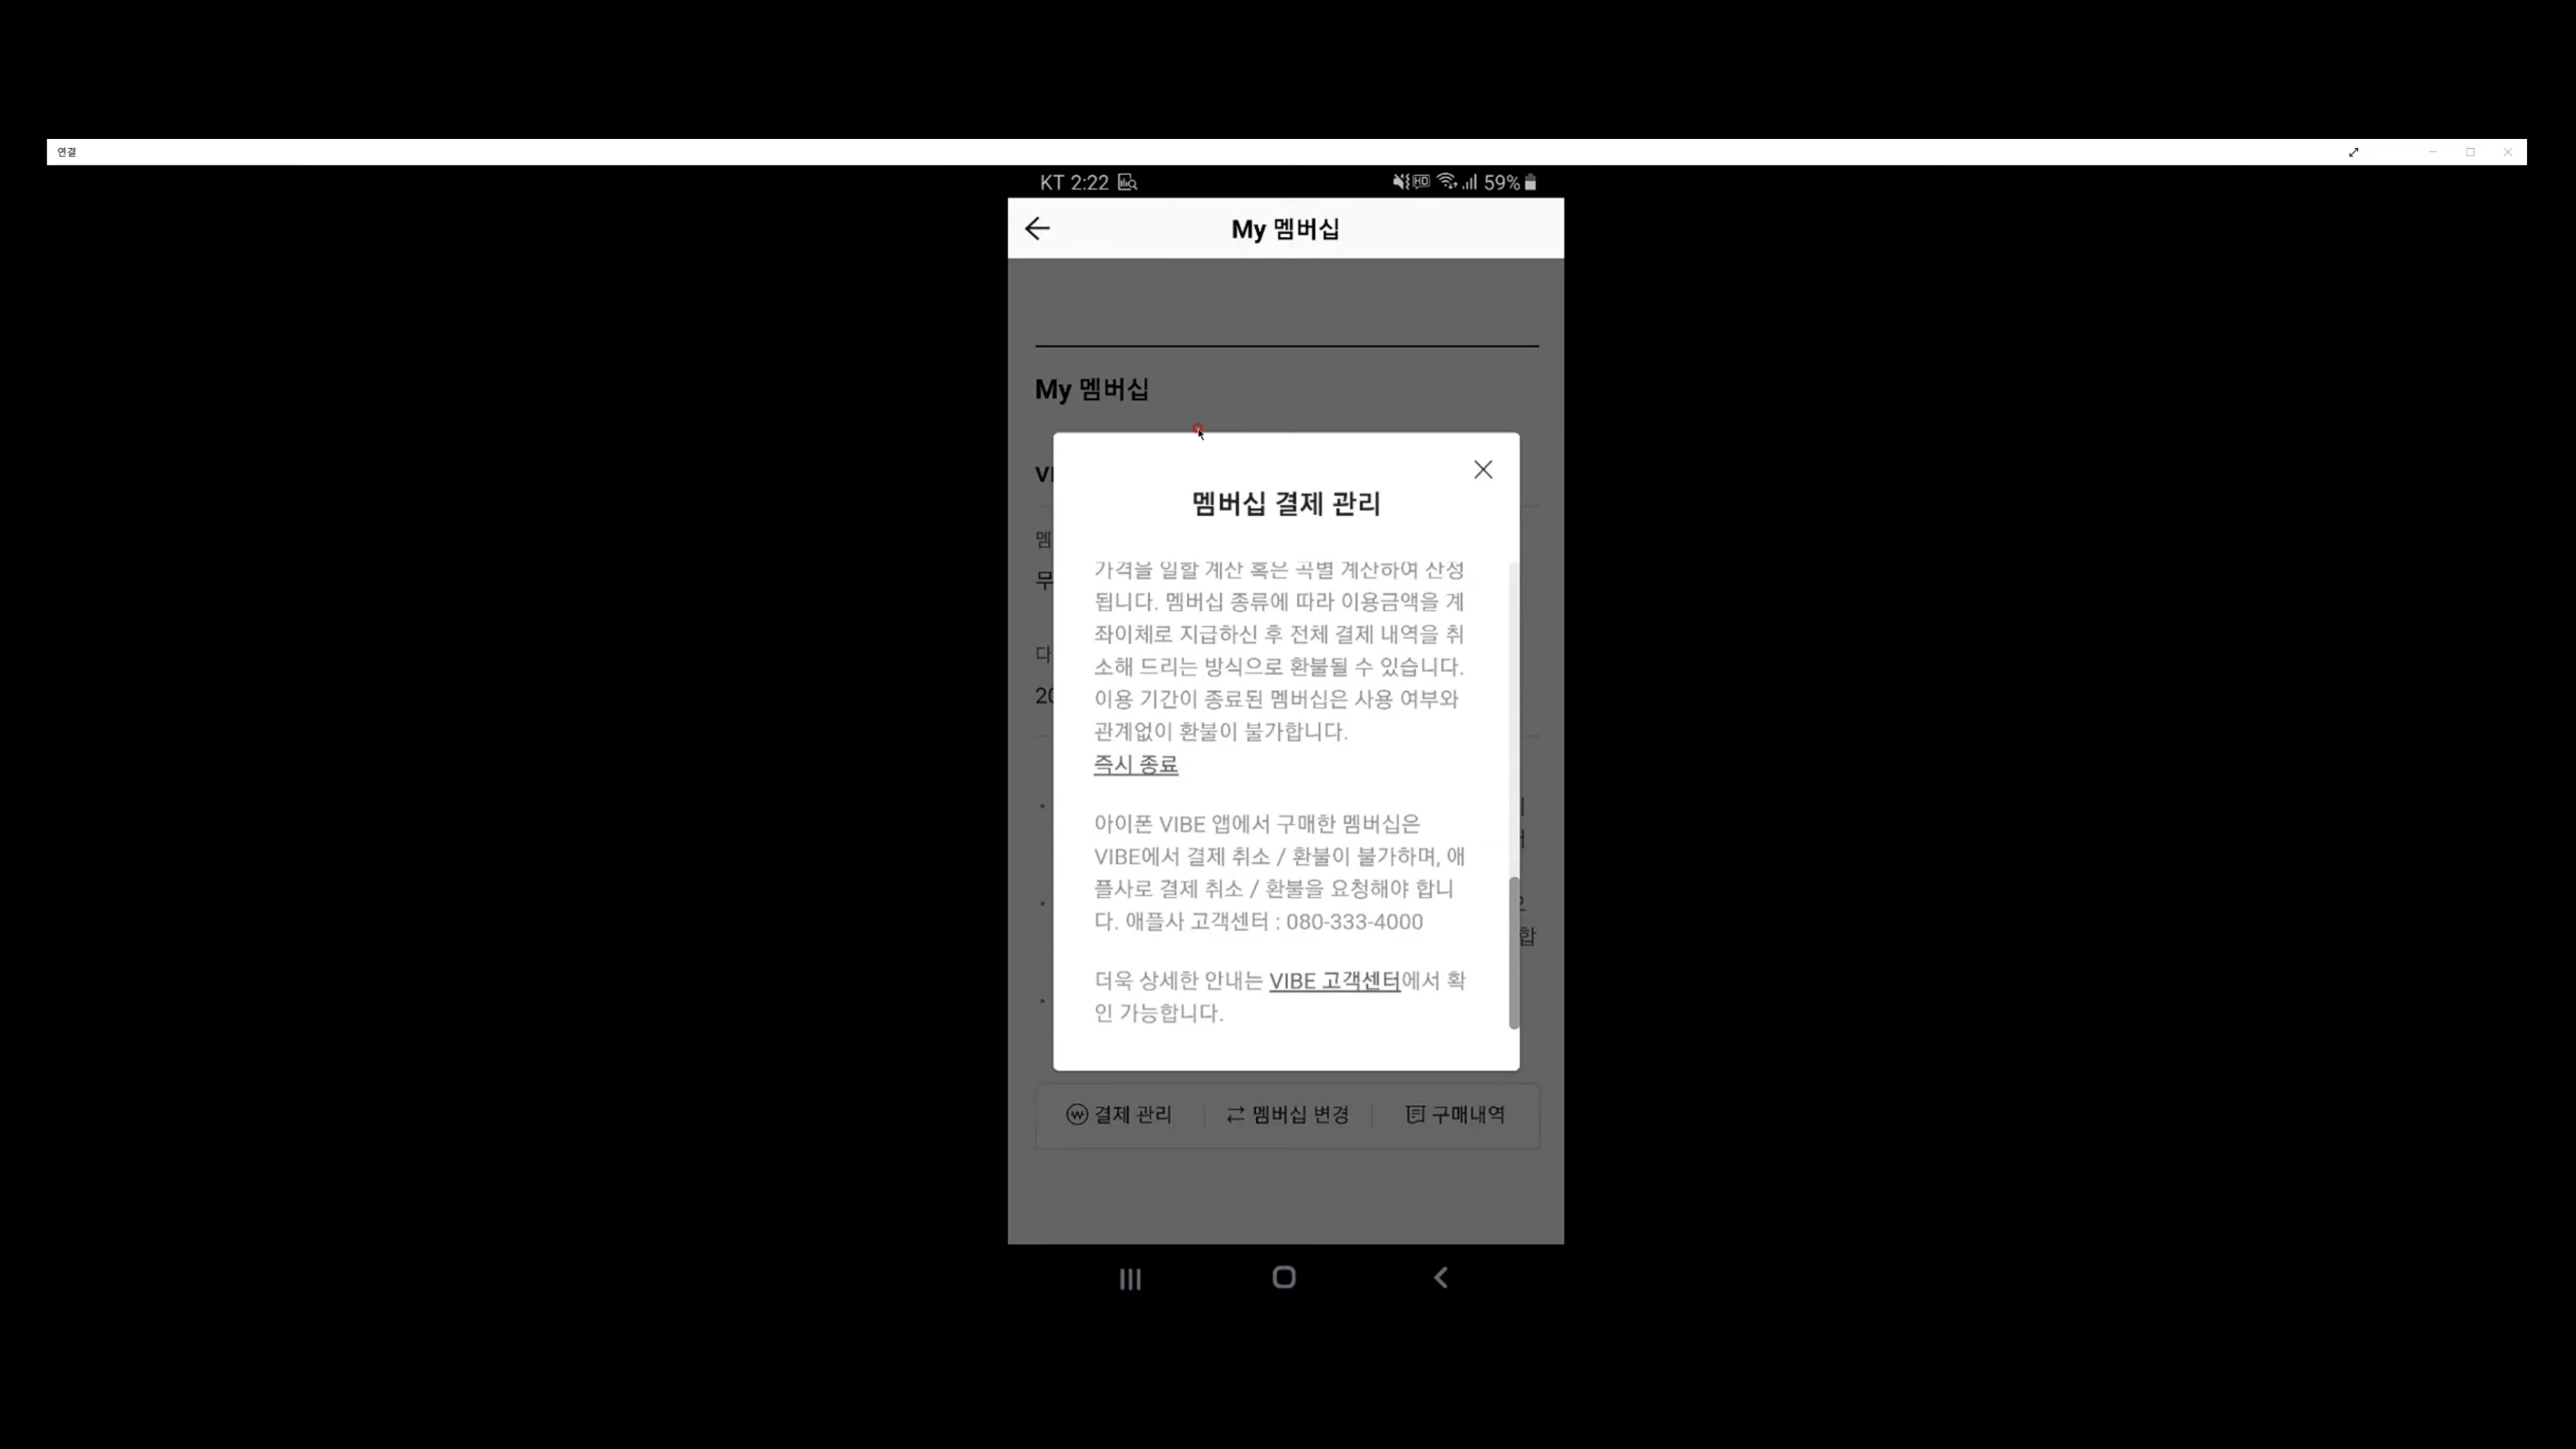 연결
KT 2:22
HD 59%
My 멤버십
My 멤버십
멤버십 결제 관리
가격을 일할 계산 혹은 곡별 계산하여 산정
됩니다. 멤버십 종류에 따라 이용금액을 계
좌이체로 지급하신 후 전체 결제 내역을 취
소해 드리는 방식으로 환불될 수 있습니다.
이용 기간이 종료된 멤버십은 사용 여부와
관계없이 환불이 불가합니다.
즉시 종료
아이폰 VIBE 앱에서 구매한 멤버십은
VIBE에서 결제 취소 / 환불이 불가하며, 애
플사로 결제 취소 / 환불을 요청해야 합니
다. 애플사 고객센터 : 080-333-4000
더욱 상세한 안내는 VIBE 고객센터에서 확
인 가능합니다.
결제 관리 멤버십 변경 구매내역